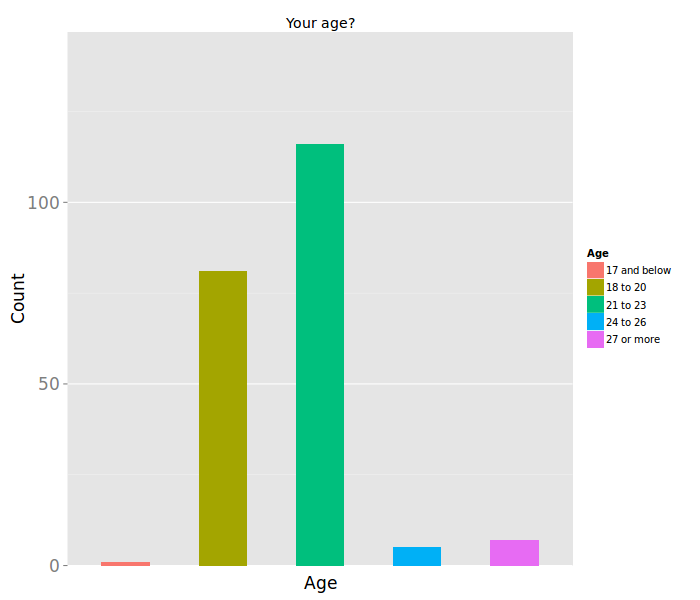 Your age?
100
50
0
Count
Age
Age
17 and below
18 to 20
21 to 23
24 to 26
27 or more